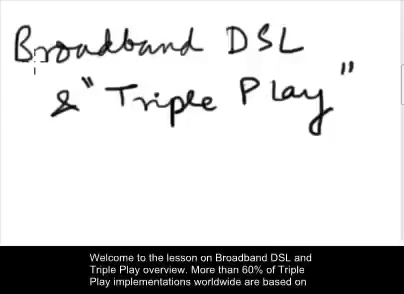 Broadband DSL
& "Triple Play"
Welcome to the lesson on Broadband DSL and
Triple Play overview. More than 60% of Triple
Play implementations worldwide are based on